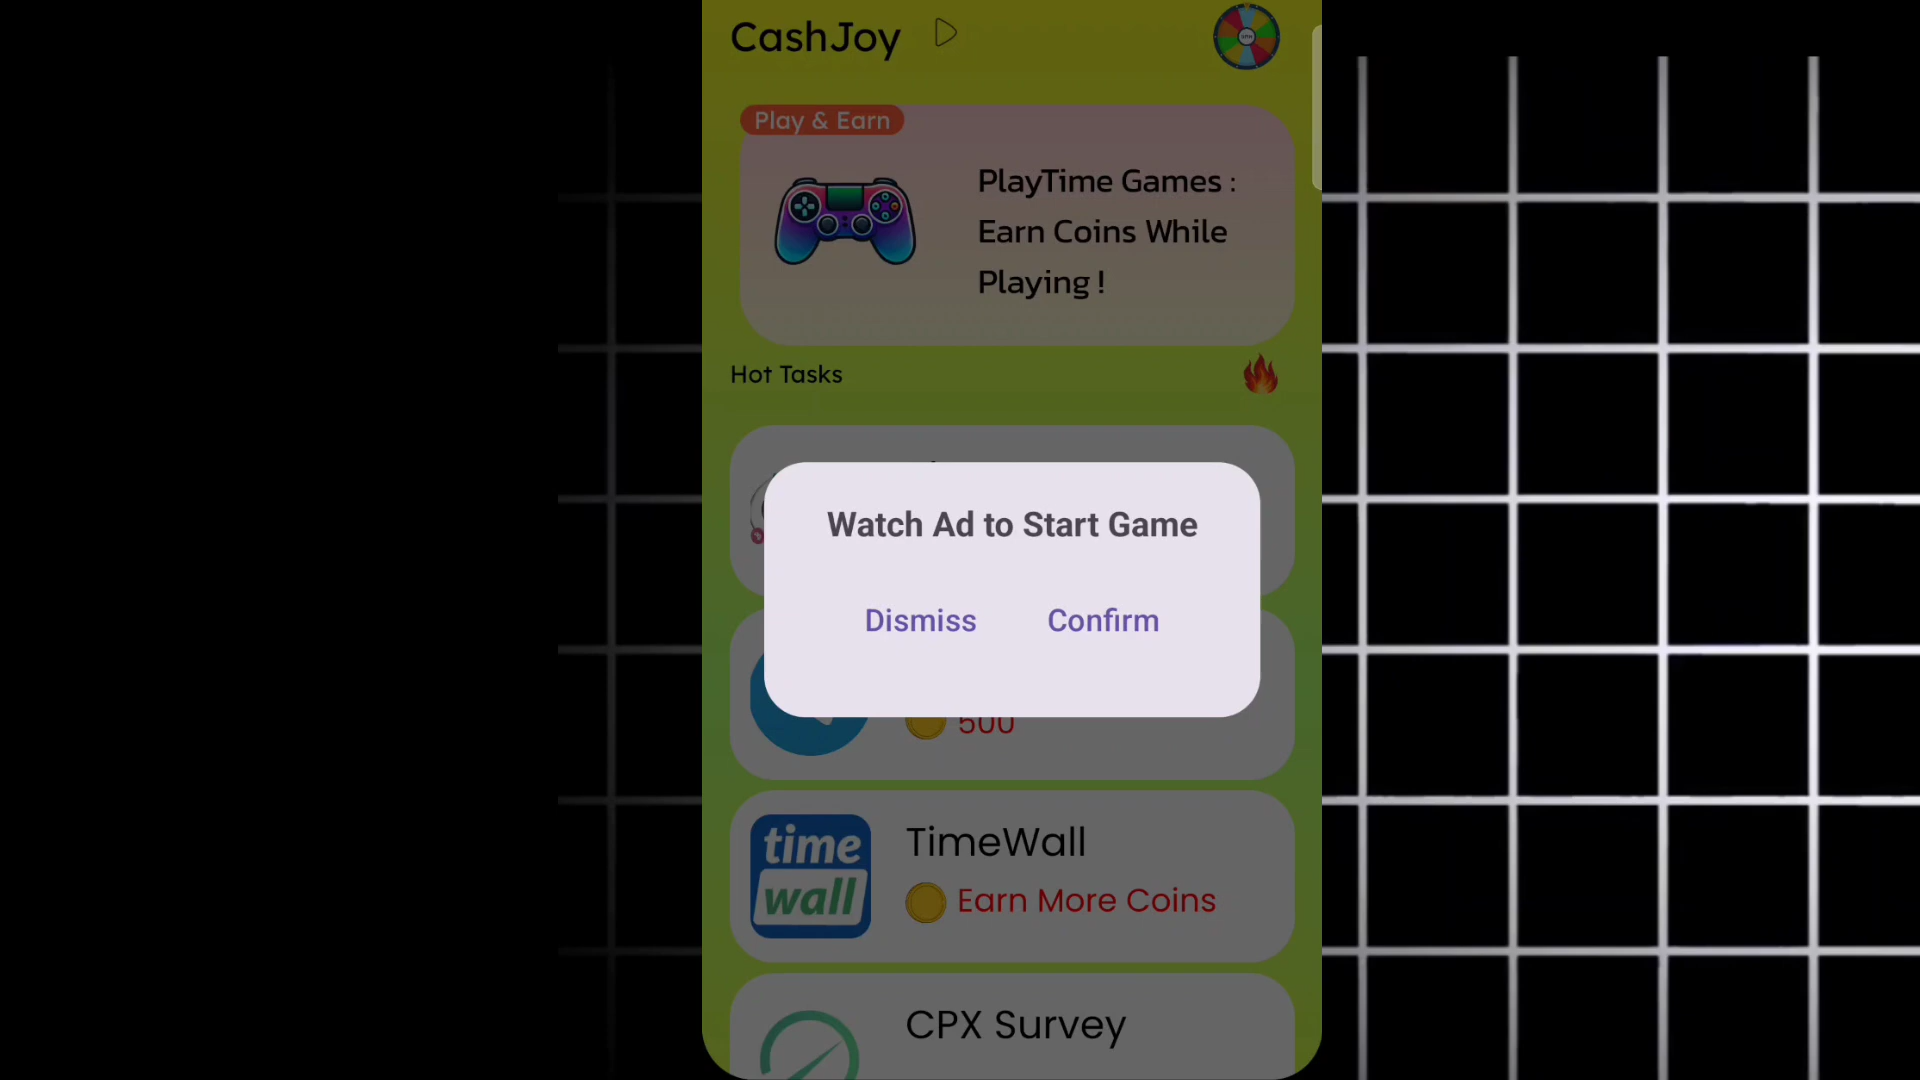 CashJoy
SPIN
Play & Earn
PlayTime Games :
Earn Coins While
Playing !
Hot Tasks
Watch Ad to Start Game
Dismiss Confirm
500
time
wall
TimeWall
Earn More Coins
CPX Survey